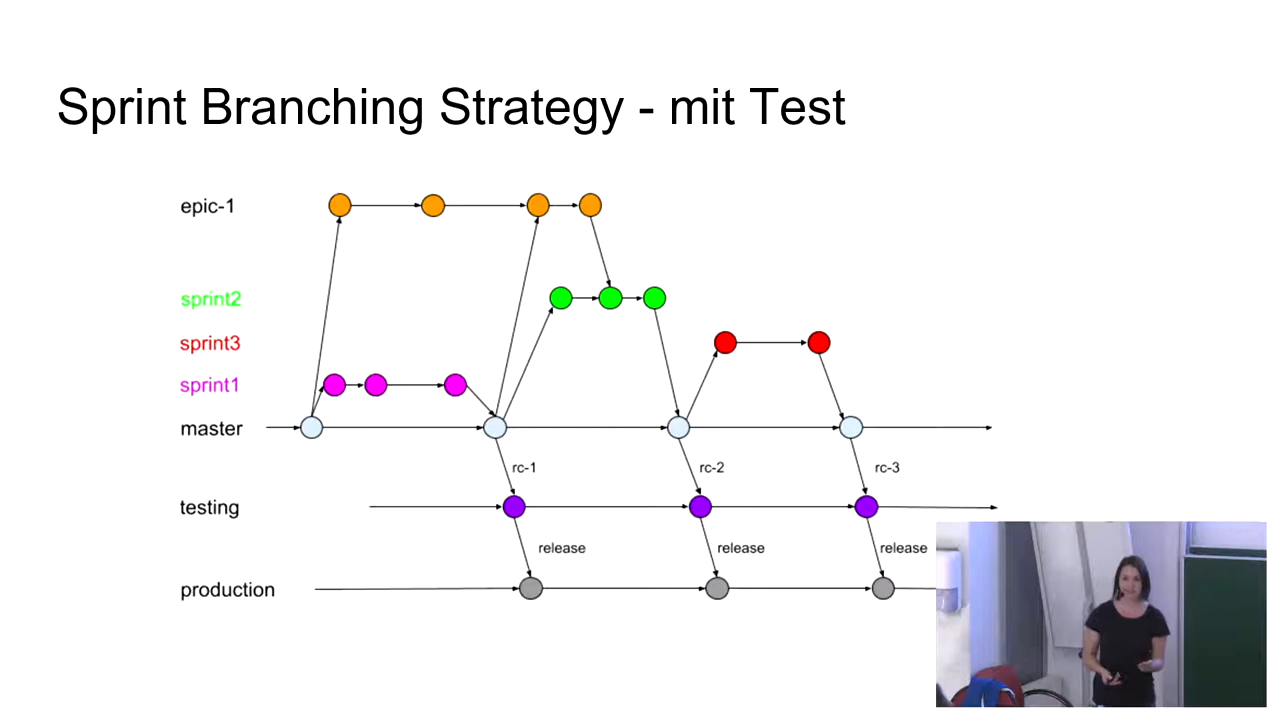 Sprint Branching Strategy - mit Test
epic-1
sprint2
sprint3
sprint1
master
rc-1
rc-2
rc-3
testing
release
release
release
production